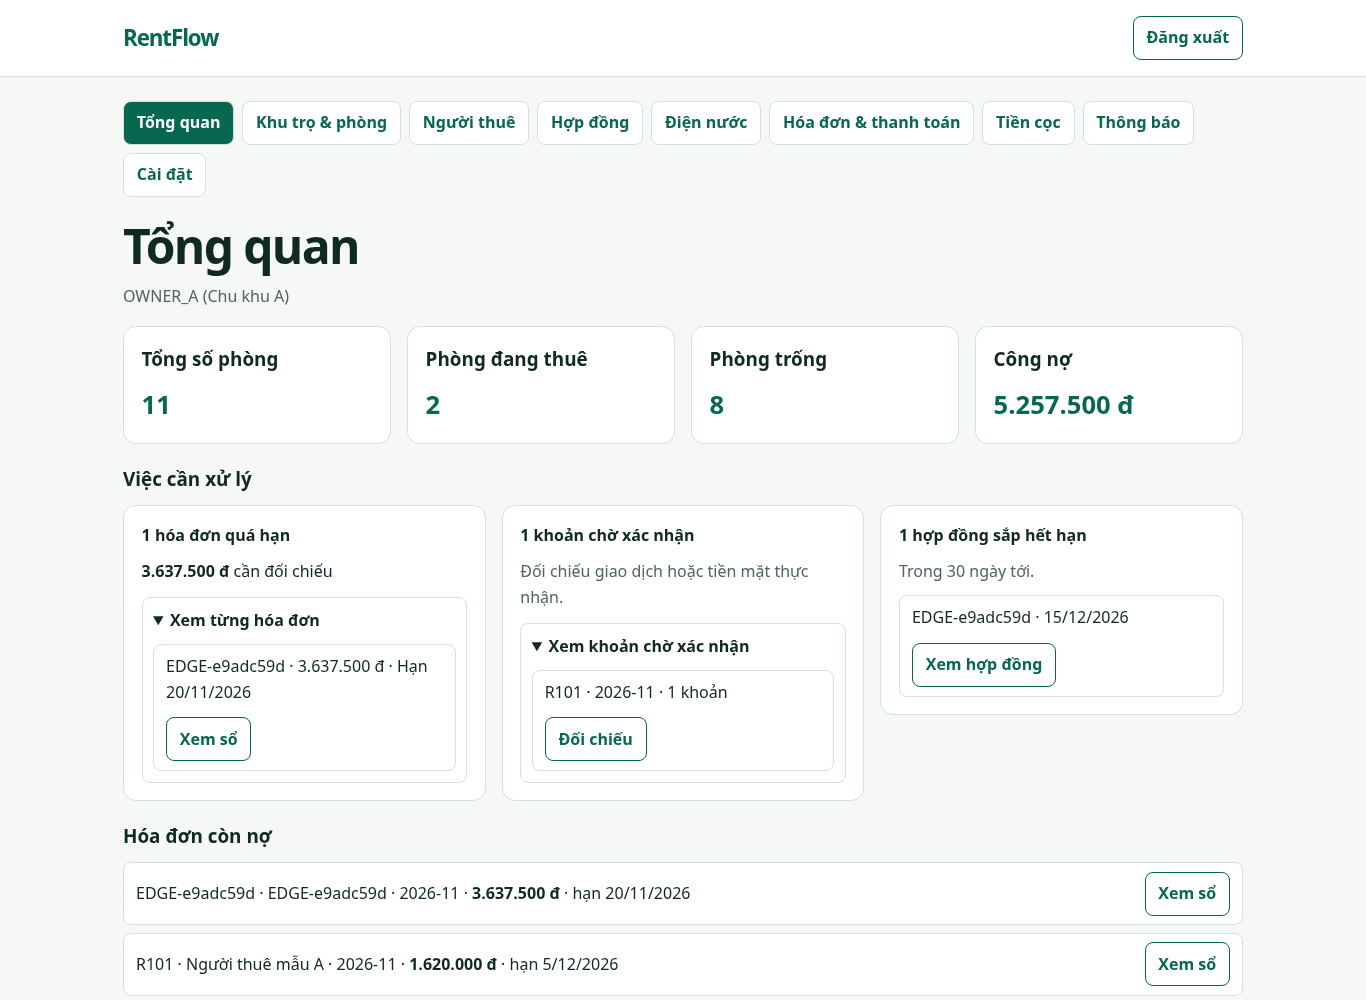 RentFlow
Đăng xuất
Tổng quan
Khu trọ & phòng
Người thuê
Hợp đồng
Điện nước
Hóa đơn & thanh toán
Tiền cọc
Thông báo
Cài đặt
Tổng quan
OWNER_A (Chu khu A)
Tổng số phòng
11
Phòng đang thuê
2
Phòng trống
8
Công nợ
5.257.500 đ
Việc cần xử lý
1 hóa đơn quá hạn
3.637.500 đ cần đối chiếu
▼ Xem từng hóa đơn
EDGE-e9adc59d · 3.637.500 đ · Hạn
20/11/2026
Xem sổ
1 khoản chờ xác nhận
Đối chiếu giao dịch hoặc tiền mặt thực
nhận.
▼ Xem khoản chờ xác nhận
R101 · 2026-11 · 1 khoản
Đối chiếu
1 hợp đồng sắp hết hạn
Trong 30 ngày tới.
EDGE-e9adc59d · 15/12/2026
Xem hợp đồng
Hóa đơn còn nợ
EDGE-e9adc59d · EDGE-e9adc59d · 2026-11 · 3.637.500 đ · hạn 20/11/2026
Xem sổ
R101 · Người thuê mẫu A · 2026-11 · 1.620.000 đ · hạn 5/12/2026
Xem sổ